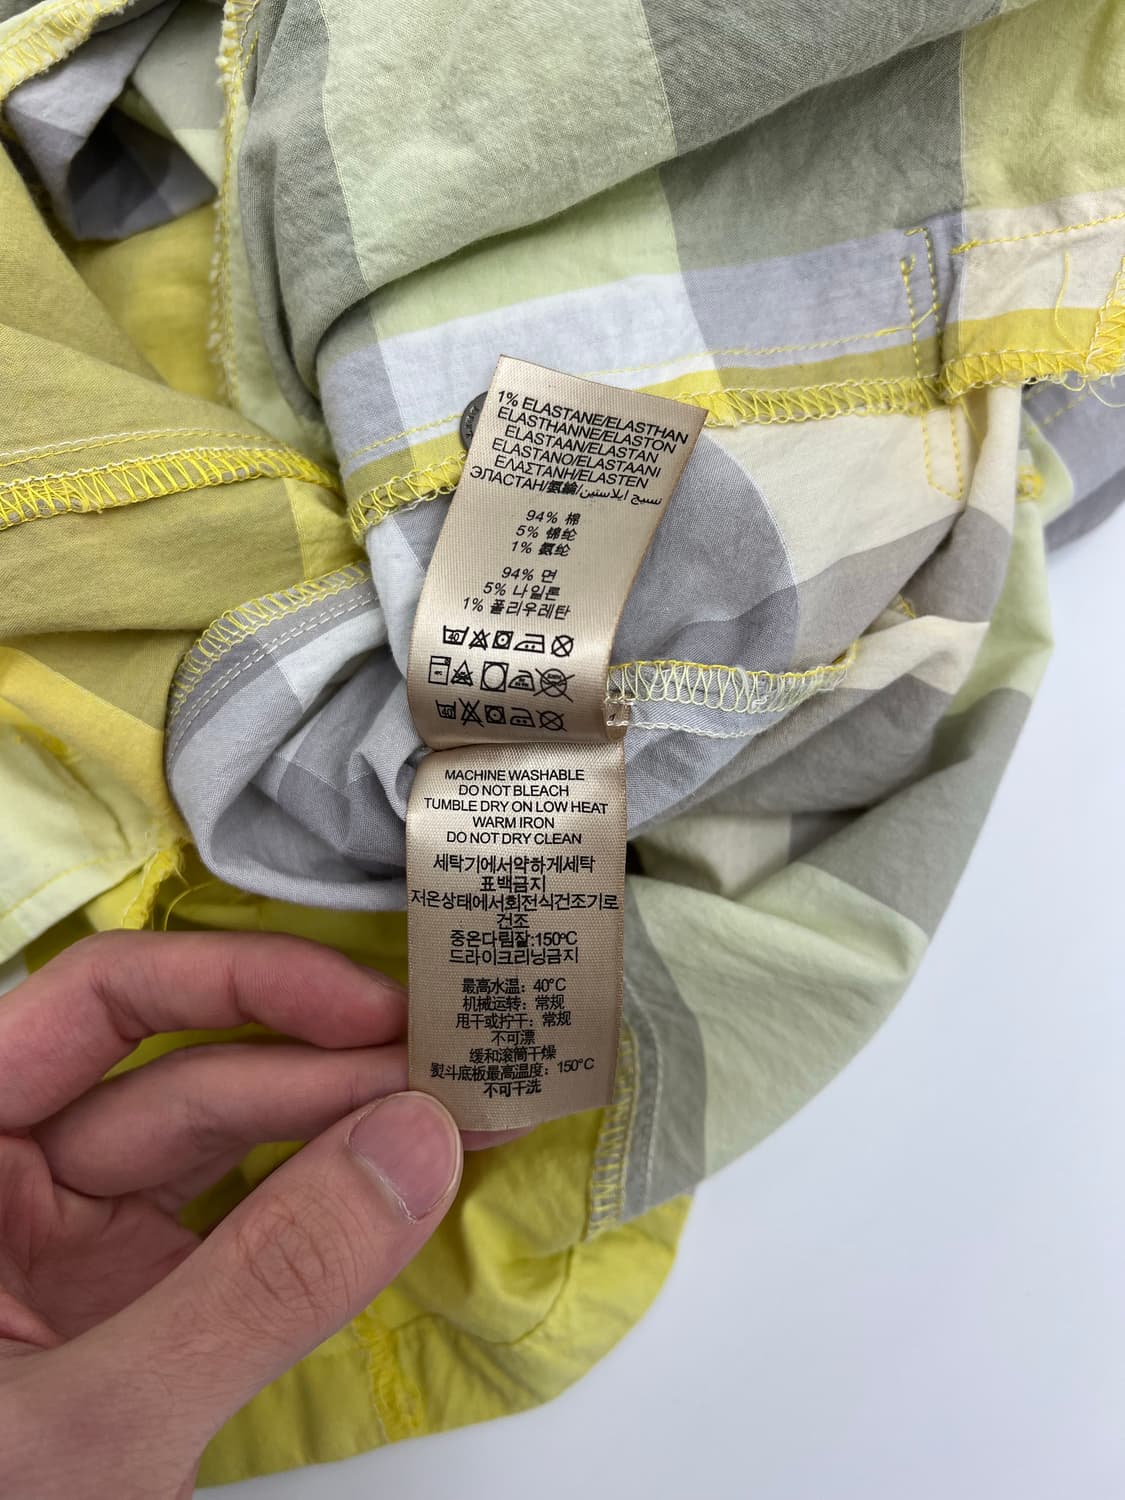 1% ELASTANE/ELASTHAN
ELASTHANNE/ELASTON
ELASTAAN/ELASTAN
ELASTANO/ELASTAANI
ΕΛΑΣΤΑΝΗ/ELASTEN
ЭЛАСТАН/氨綸/نسيج ايلاستين
94% 棉
5% 锦纶
1% 氨纶
94% 면
5% 나일론
1% 폴리우레탄
40
40
MACHINE WASHABLE
DO NOT BLEACH
TUMBLE DRY ON LOW HEAT
WARM IRON
DO NOT DRY CLEAN
세탁기에서약하게세탁
표백금지
저온상태에서회전식건조기로
건조
중온다림잘:150°C
드라이크리닝금지
最高水温：40°C
机械运转：常规
甩干或拧干：常规
不可漂
缓和滚筒干燥
熨斗底板最高温度：150°C
不可干洗